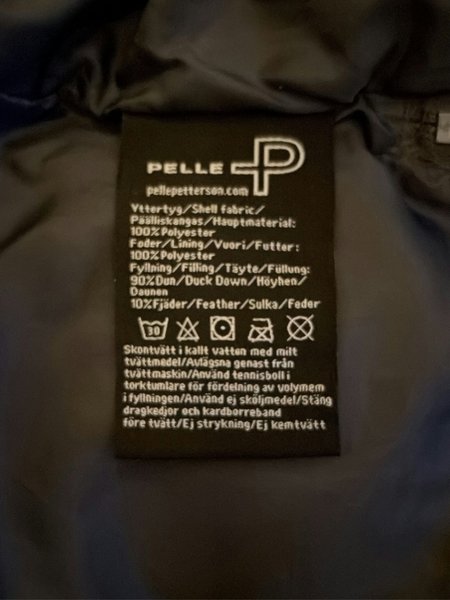 PELLE P
pellepetterson.com
Yttertyg/Shell fabric/
Päälliskangas/Hauptmaterial:
100%Polyester
Foder/Lining/Vuori/Futter:
100%Polyester
Fyllning/Filling/Täyte/Füllung:
90%Dun/Duck Down/Höyhen/
Daunen
10%Fjäder/Feather/Sulka/Feder
30
Skontvätt i kallt vatten med milt
tvättmedel/Avlägsna genast från
tvättmaskin/Använd tennisboll i
torktumlare för fördelning av volymem
i fyllningen/Använd ej sköljmedel/Stäng
dragkedjor och kardborreband
före tvätt/Ej strykning/Ej kemtvätt